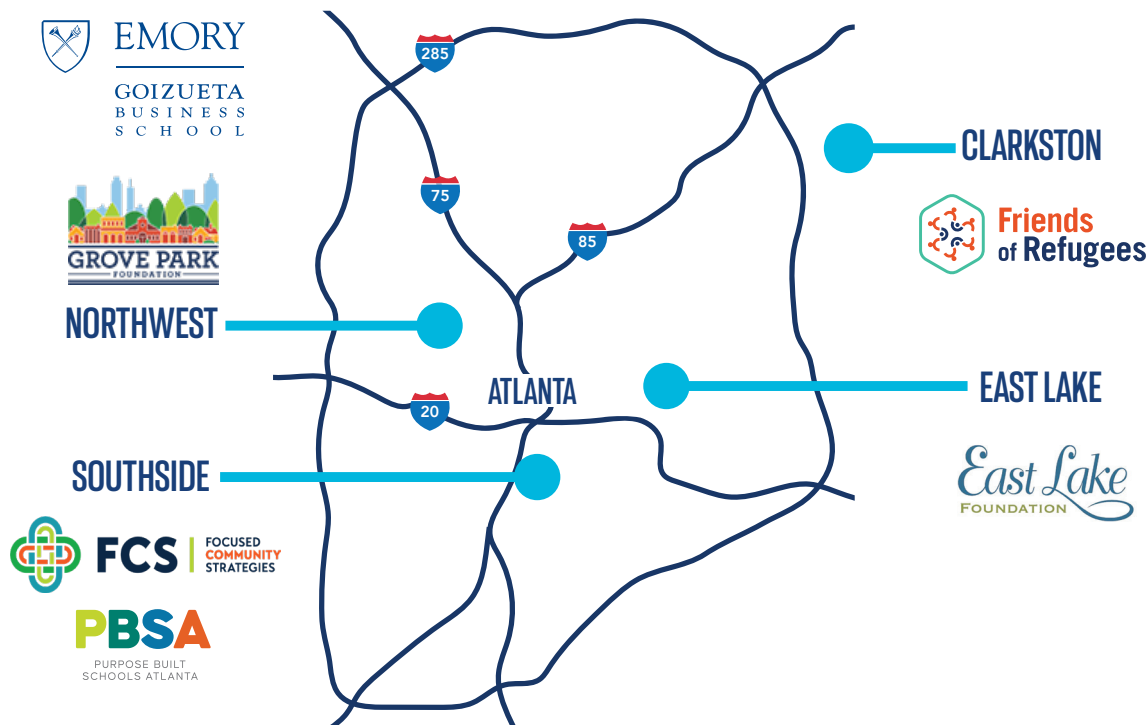 EMORY
GOIZUETA
BUSINESS
SCHOOL
285
75
85
20
CLARKSTON
Friends
of Refugees
GROVE PARK
FOUNDATION
NORTHWEST
ATLANTA
EAST LAKE
East Lake
FOUNDATION
SOUTHSIDE
FCS
FOCUSED
COMMUNITY
STRATEGIES
PBSA
PURPOSE BUILT
SCHOOLS ATLANTA